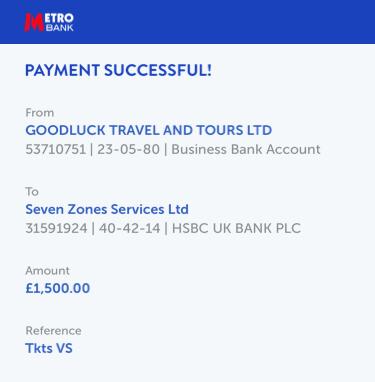 METRO
BANK
PAYMENT SUCCESSFUL!
From
GOODLUCK TRAVEL AND TOURS LTD
53710751 | 23-05-80 | Business Bank Account
To
Seven Zones Services Ltd
31591924 | 40-42-14 | HSBC UK BANK PLC
Amount
£1,500.00
Reference
Tkts VS